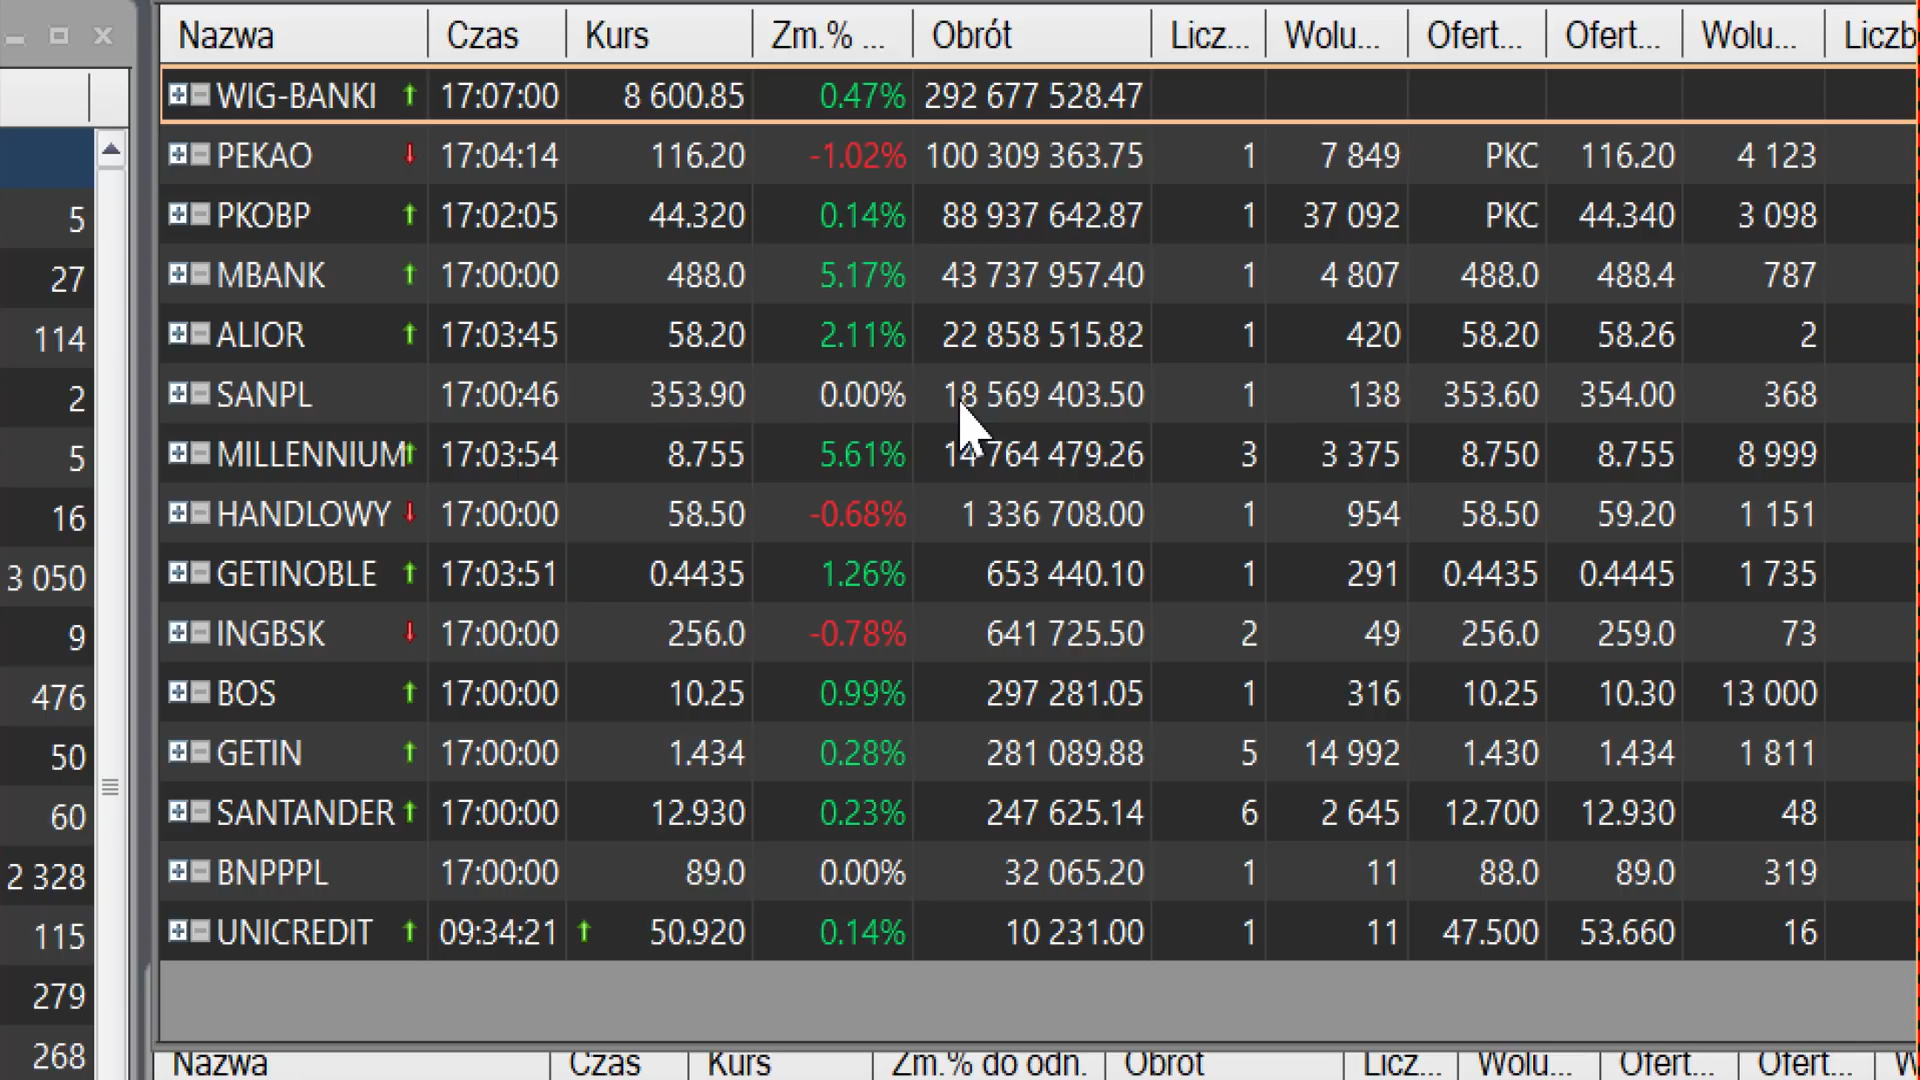 Nazwa Czas Kurs Zm.% ... Obrót Licz... Wolu... Ofert... Ofert... Wolu... Liczb
WIG-BANKI 17:07:00 8 600.85 0.47% 292 677 528.47
PEKAO 17:04:14 116.20 -1.02% 100 309 363.75 1 7 849 PKC 116.20 4 123
5 PKOBP 17:02:05 44.320 0.14% 88 937 642.87 1 37 092 PKC 44.340 3 098
27 MBANK 17:00:00 488.0 5.17% 43 737 957.40 1 4 807 488.0 488.4 787
114 ALIOR 17:03:45 58.20 2.11% 22 858 515.82 1 420 58.20 58.26 2
2 SANPL 17:00:46 353.90 0.00% 18 569 403.50 1 138 353.60 354.00 368
5 MILLENNIUM 17:03:54 8.755 5.61% 764 479.26 3 3 375 8.750 8.755 8 999
16 HANDLOWY 17:00:00 58.50 -0.68% 1 336 708.00 1 954 58.50 59.20 1 151
3 050 GETINOBLE 17:03:51 0.4435 1.26% 653 440.10 1 291 0.4435 0.4445 1 735
9 INGBSK 17:00:00 256.0 -0.78% 641 725.50 2 49 256.0 259.0 73
476 BOS 17:00:00 10.25 0.99% 297 281.05 1 316 10.25 10.30 13 000
50 GETIN 17:00:00 1.434 0.28% 281 089.88 5 14 992 1.430 1.434 1 811
60 SANTANDER 17:00:00 12.930 0.23% 247 625.14 6 2 645 12.700 12.930 48
2 328 BNPPPL 17:00:00 89.0 0.00% 32 065.20 1 11 88.0 89.0 319
115 UNICREDIT 09:34:21 50.920 0.14% 10 231.00 1 11 47.500 53.660 16
279
268 Nazwa Czas Kurs Zm.% do odn. Obrót Licz... Wolu... Ofert... Ofert... W